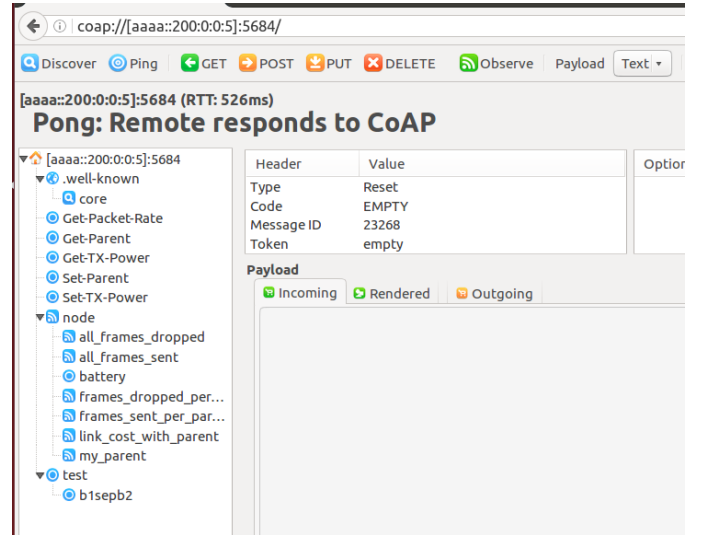 coap://[aaaa::200:0:0:5]:5684/
Discover Ping GET POST PUT DELETE Observe Payload Text
[aaaa::200:0:0:5]:5684 (RTT: 526ms)
Pong: Remote responds to CoAP
[aaaa::200:0:0:5]:5684
.well-known
core
Get-Packet-Rate
Get-Parent
Get-TX-Power
Set-Parent
Set-TX-Power
node
all_frames_dropped
all_frames_sent
battery
frames_dropped_per...
frames_sent_per_par...
link_cost_with_parent
my_parent
test
b1sepb2
Header Value
Type Reset
Code EMPTY
Message ID 23268
Token empty
Option
Payload
Incoming Rendered Outgoing